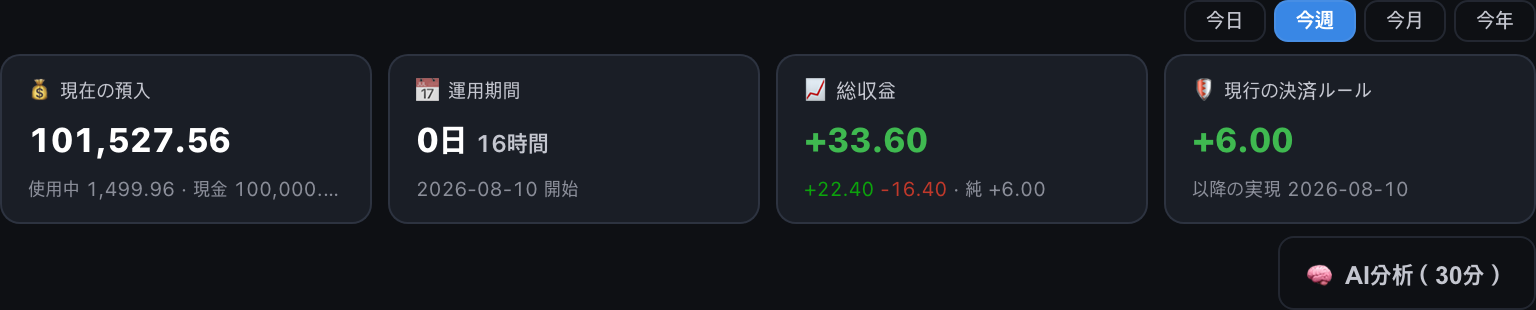 今日 今週 今月 今年
現在の預入
101,527.56
使用中 1,499.96 · 現金 100,000....
17
運用期間
0日 16時間
2026-08-10 開始
総収益
+33.60
+22.40 -16.40 · 純 +6.00
現行の決済ルール
+6.00
以降の実現 2026-08-10
AI分析 ( 30分 )